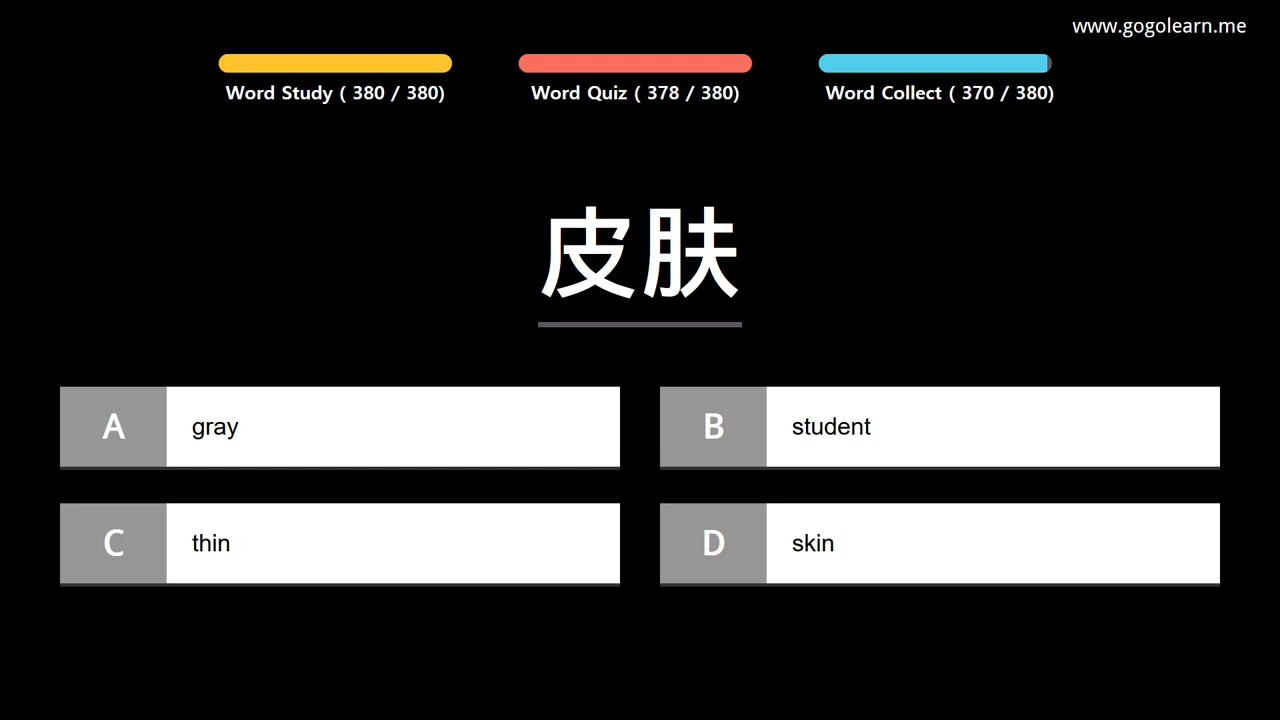 www.gogolearn.me
Word Study ( 380 / 380)
Word Quiz ( 378 / 380)
Word Collect ( 370 / 380)
皮肤
A gray
B student
C thin
D skin